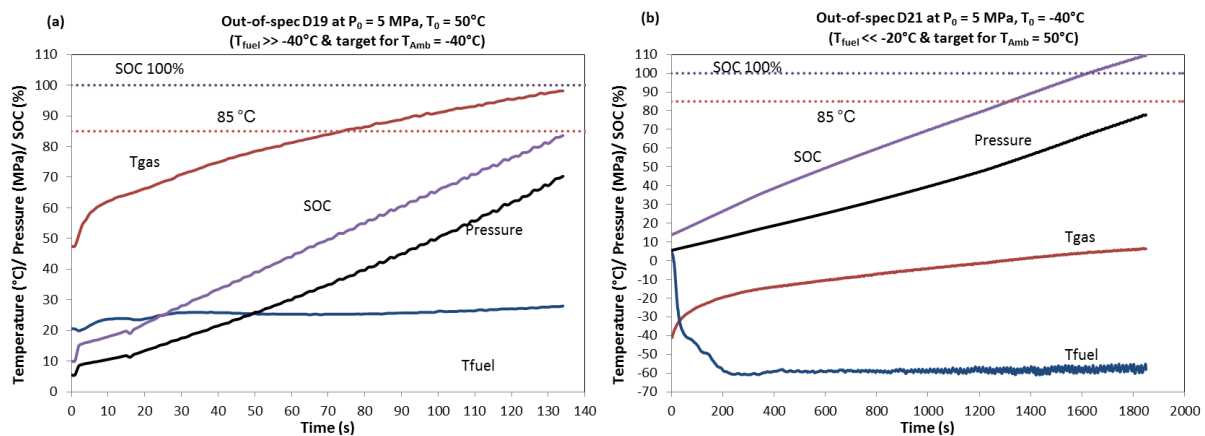 (a)
Out-of-spec D19 at P₀ = 5 MPa, T₀ = 50°C
(T_fuel >> -40°C & target for T_Amb = -40°C)
Temperature (°C)/ Pressure (MPa)/ SOC (%)
100
90
80
70
60
50
40
30
20
10
0
SOC 100%
85 °C
Tgas
SOC
Pressure
Tfuel
0 10 20 30 40 50 60 70 80 90 100 110 120 130 140
Time (s)
(b)
Out-of-spec D21 at P₀ = 5 MPa, T₀ = -40°C
(T_fuel << -20°C & target for T_Amb = 50°C)
Temperature (°C)/ Pressure (MPa)/ SOC (%)
110
100
90
80
70
60
50
40
30
20
10
0
-10
-20
-30
-40
-50
-60
-70
SOC 100%
85 °C
SOC
Pressure
Tgas
Tfuel
0 200 400 600 800 1000 1200 1400 1600 1800 2000
Time (s)